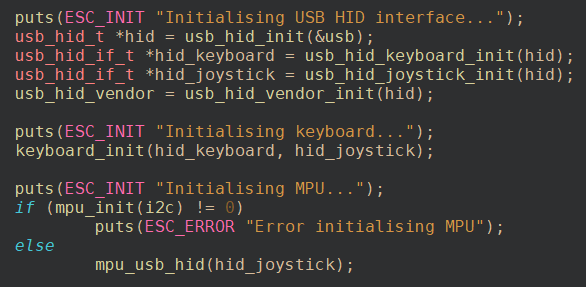 puts(ESC_INIT "Initialising USB HID interface...");
usb_hid_t *hid = usb_hid_init(&usb);
usb_hid_if_t *hid_keyboard = usb_hid_keyboard_init(hid);
usb_hid_if_t *hid_joystick = usb_hid_joystick_init(hid);
usb_hid_vendor = usb_hid_vendor_init(hid);

puts(ESC_INIT "Initialising keyboard...");
keyboard_init(hid_keyboard, hid_joystick);

puts(ESC_INIT "Initialising MPU...");
if (mpu_init(i2c) != 0)
        puts(ESC_ERROR "Error initialising MPU");
else
        mpu_usb_hid(hid_joystick);